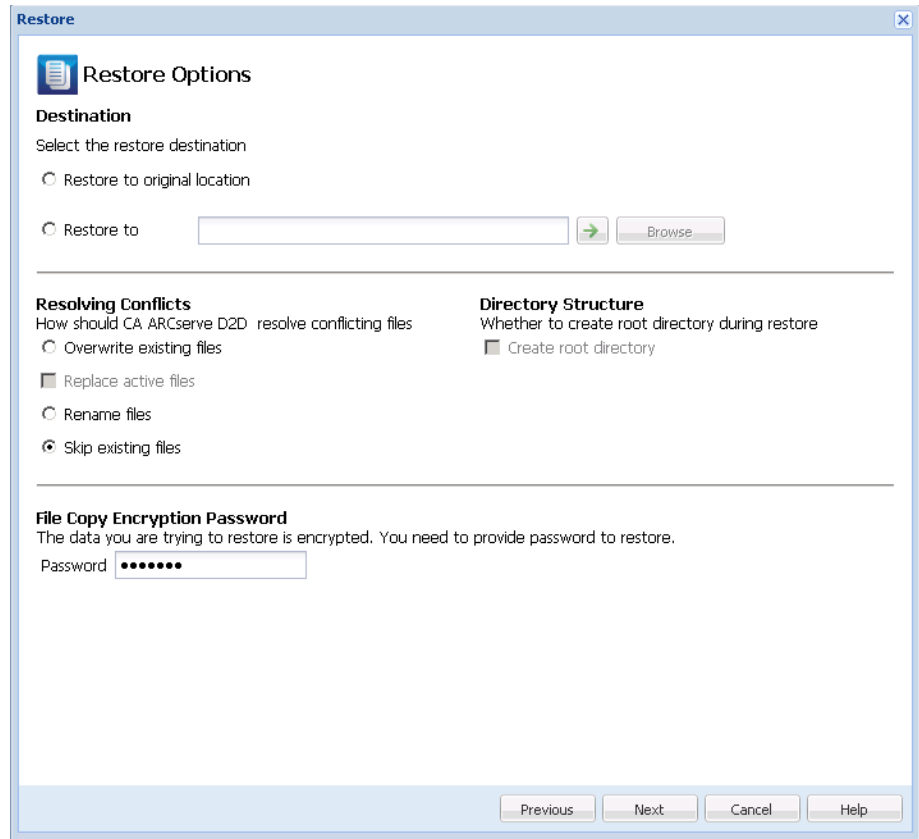 Restore
Restore Options
Destination
Select the restore destination
Restore to original location
Restore to
Browse
Resolving Conflicts
How should CA ARCserve D2D resolve conflicting files
Overwrite existing files
Replace active files
Rename files
Skip existing files
Directory Structure
Whether to create root directory during restore
Create root directory
File Copy Encryption Password
The data you are trying to restore is encrypted. You need to provide password to restore.
Password •••••••
Previous
Next
Cancel
Help